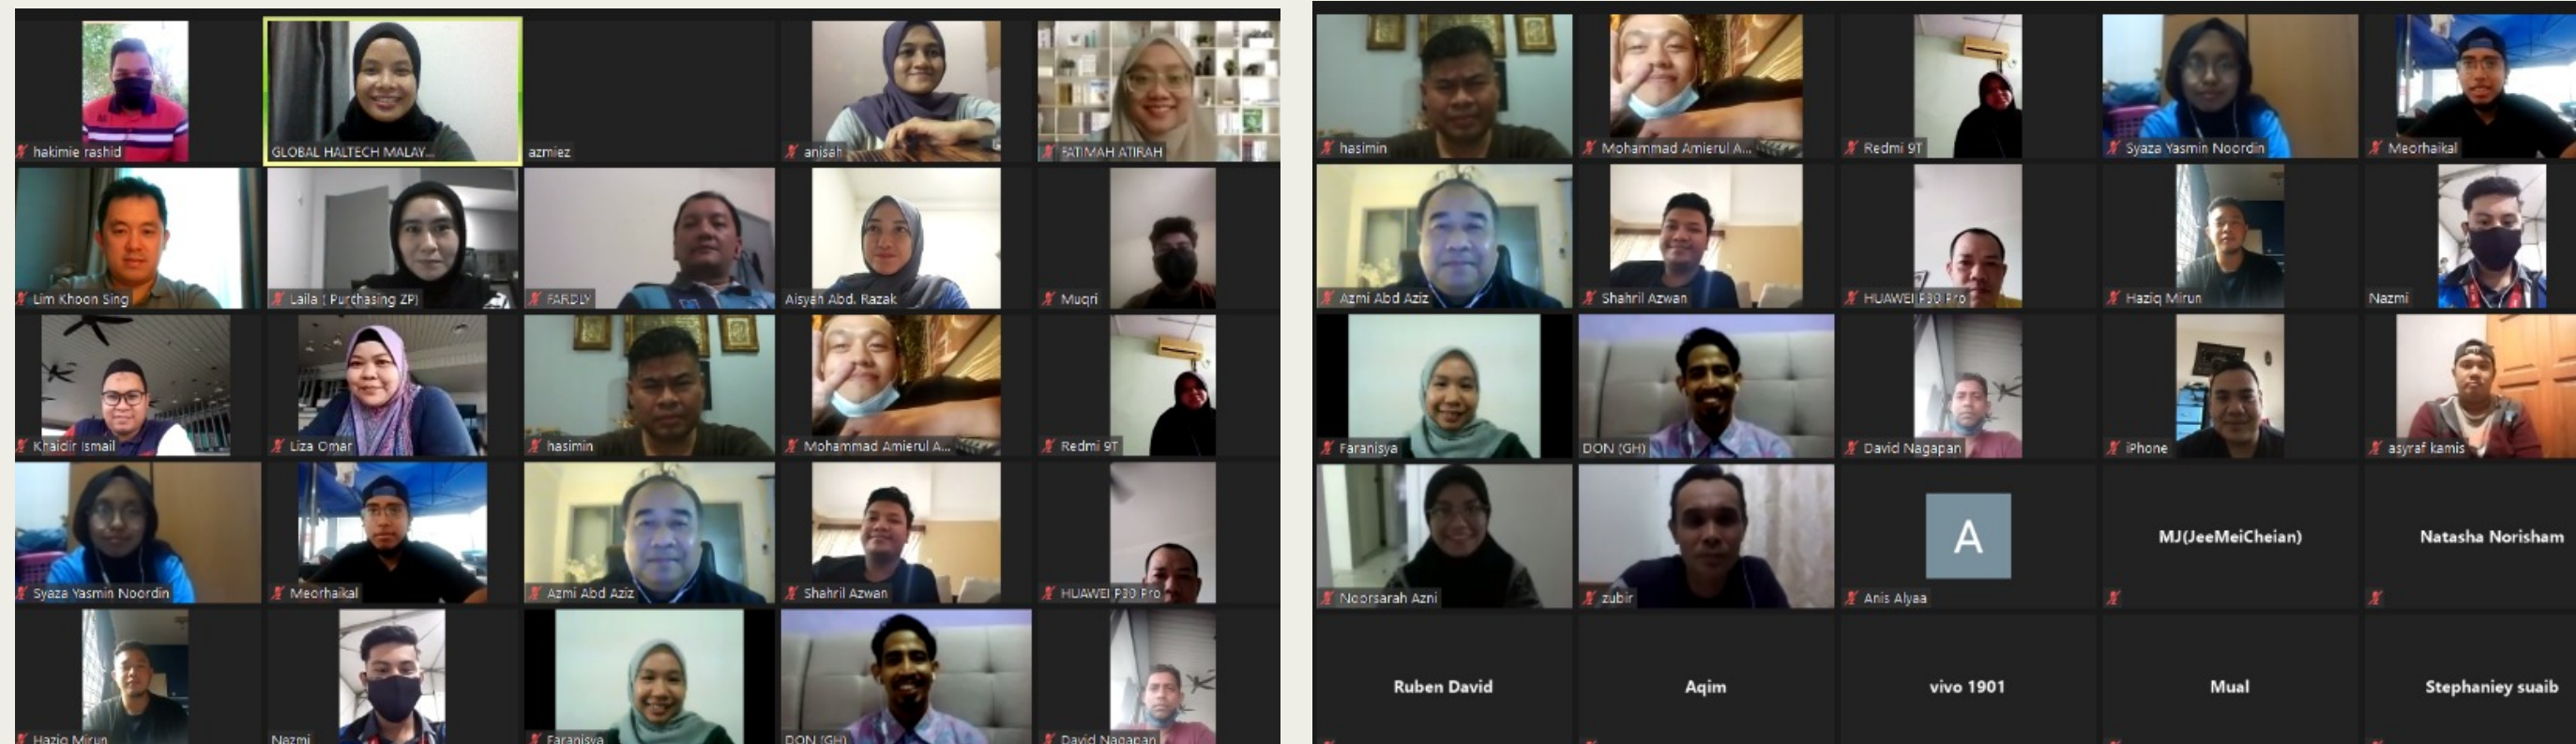 hakimie rashid
GLOBAL HALTECH MALAY...
azmiez
anisah
FATIMAH ATIRAH
Lim Khoon Sing
Laila ( Purchasing ZP)
FARDLY
Aisyah Abd. Razak
Muqri
Khaidir Ismail
Liza Omar
hasimin
Mohammad Amierul A...
Redmi 9T
Syaza Yasmin Noordin
Meorhaikal
Azmi Abd Aziz
Shahril Azwan
HUAWEI P30 Pro
Haziq Mirun
Nazmi
Faranisya
DON (GH)
David Nagapan
hasimin
Mohammad Amierul A...
Redmi 9T
Syaza Yasmin Noordin
Meorhaikal
Azmi Abd Aziz
Shahril Azwan
HUAWEI P30 Pro
Haziq Mirun
Nazmi
Faranisya
DON (GH)
David Nagapan
iPhone
asyraf kamis
Noorsarah Azni
zubir
A
Anis Alyaa
MJ(JeeMeiCheian)
Natasha Norisham
Ruben David
Aqim
vivo 1901
Mual
Stephaniey suaib